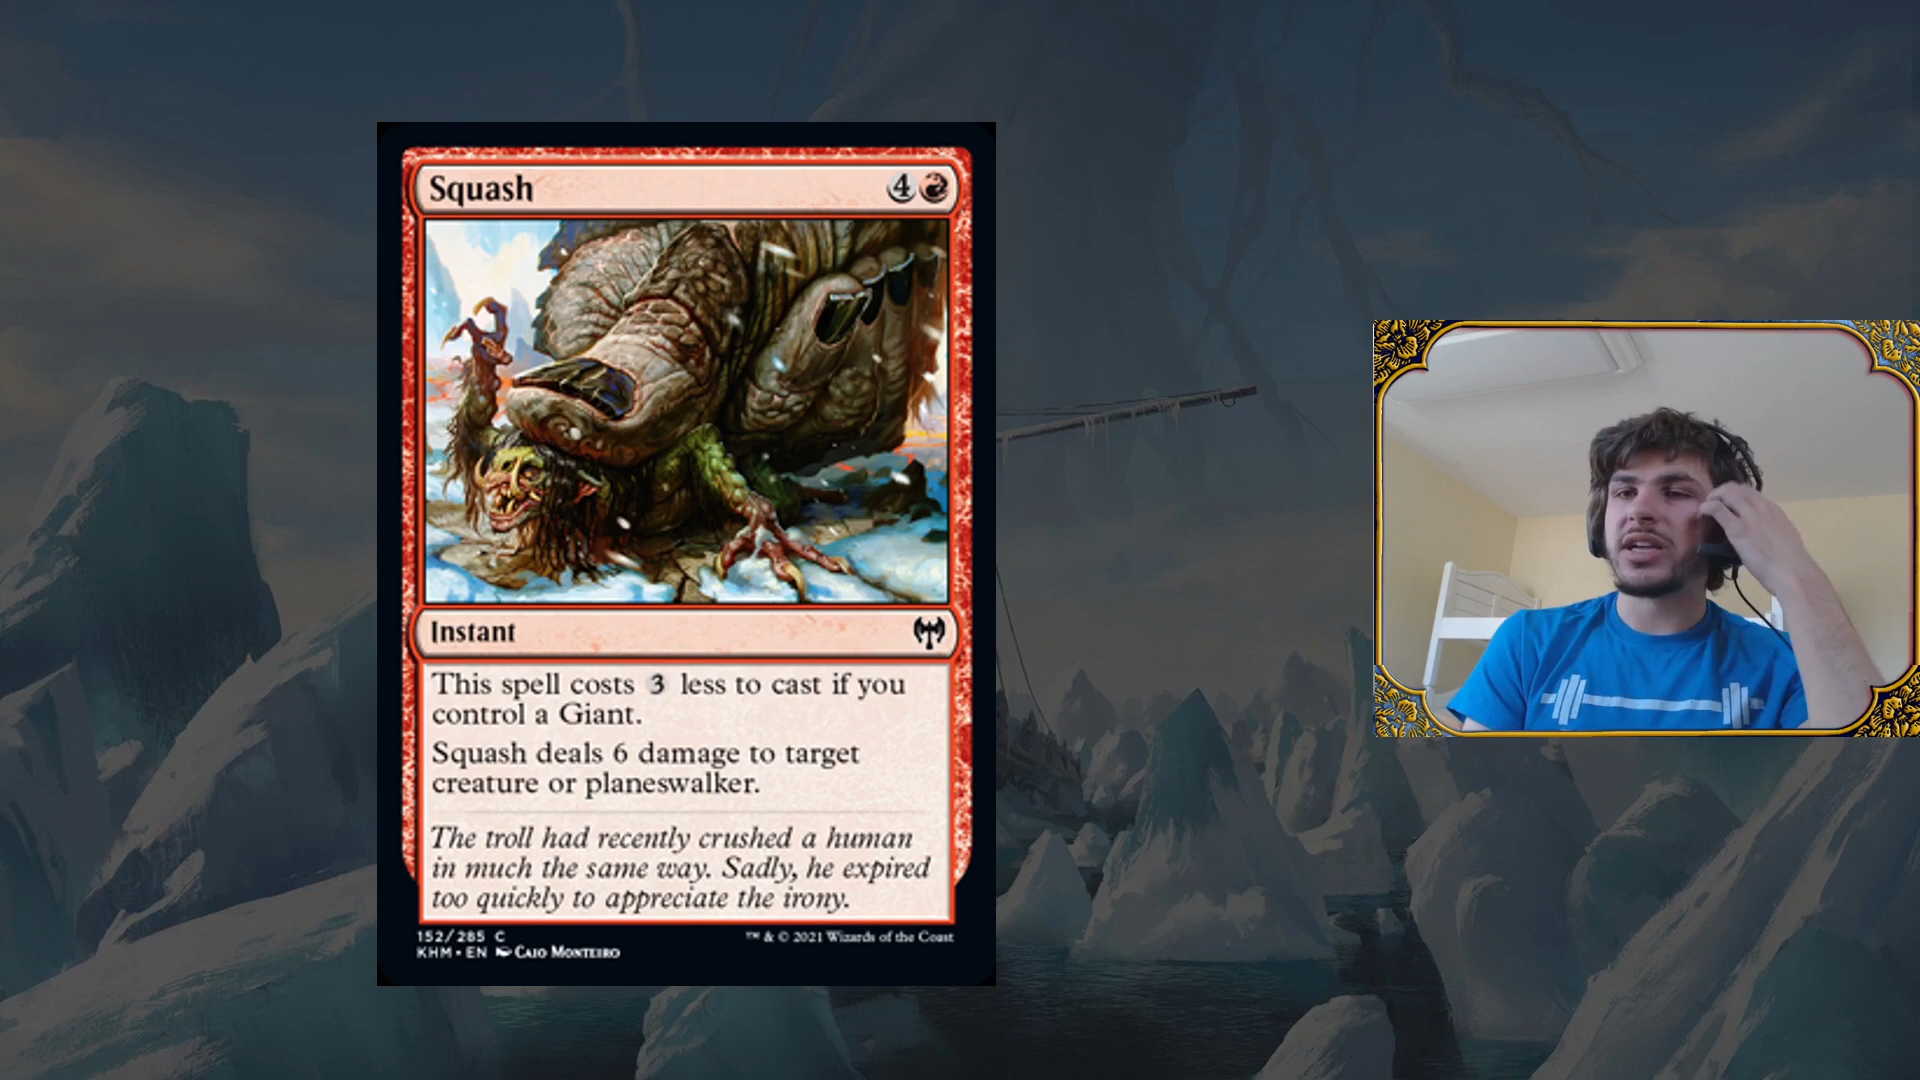 Squash 4
Instant
This spell costs 3 less to cast if you
control a Giant.
Squash deals 6 damage to target
creature or planeswalker.
The troll had recently crushed a human
in much the same way. Sadly, he expired
too quickly to appreciate the irony.
152/285 C
KHM • EN Caio Monteiro
™ & © 2021 Wizards of the Coast